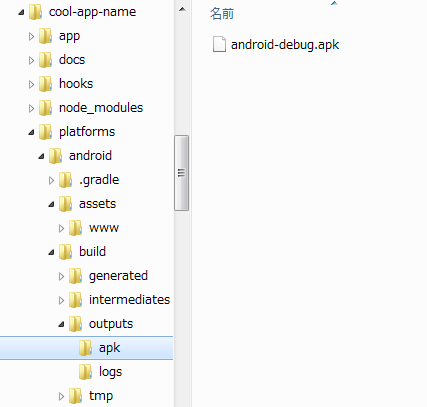 cool-app-name
app
docs
hooks
node_modules
platforms
android
.gradle
assets
www
build
generated
intermediates
outputs
apk
logs
tmp
名前
android-debug.apk